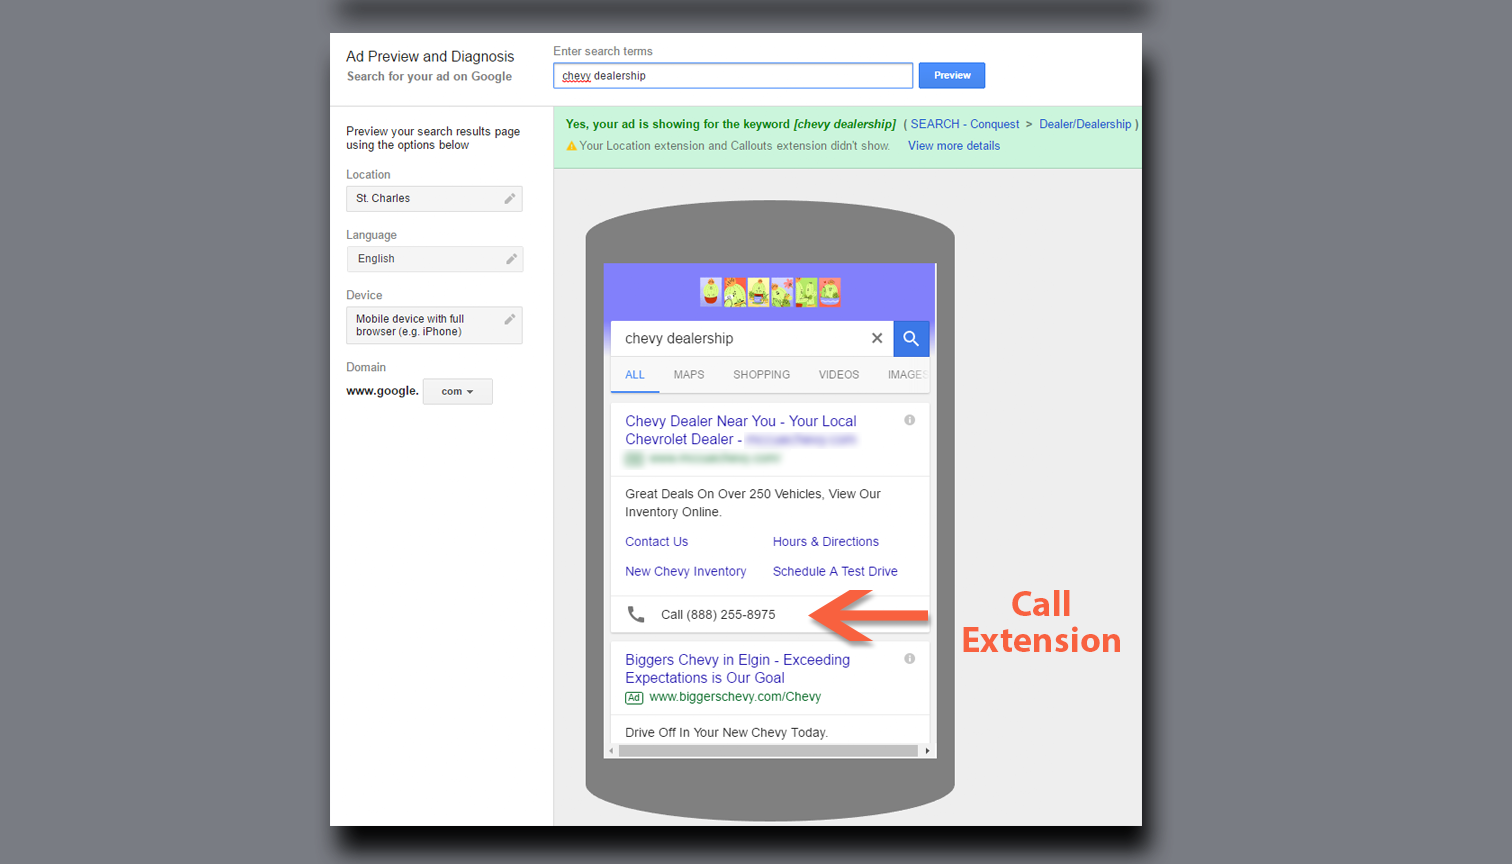 Ad Preview and Diagnosis
Search for your ad on Google
Enter search terms
chevy dealership
Preview
Preview your search results page
using the options below
Location
St. Charles
Language
English
Device
Mobile device with full
browser (e.g. iPhone)
Domain
www.google.
com
Yes, your ad is showing for the keyword [chevy dealership] ( SEARCH - Conquest > Dealer/Dealership )
Your Location extension and Callouts extension didn't show. View more details
chevy dealership
ALL MAPS SHOPPING VIDEOS IMAGES
Chevy Dealer Near You - Your Local
Chevrolet Dealer -
Great Deals On Over 250 Vehicles, View Our
Inventory Online.
Contact Us Hours & Directions
New Chevy Inventory Schedule A Test Drive
Call (888) 255-8975
Call
Extension
Biggers Chevy in Elgin - Exceeding
Expectations is Our Goal
Ad www.biggerschevy.com/Chevy
Drive Off In Your New Chevy Today.